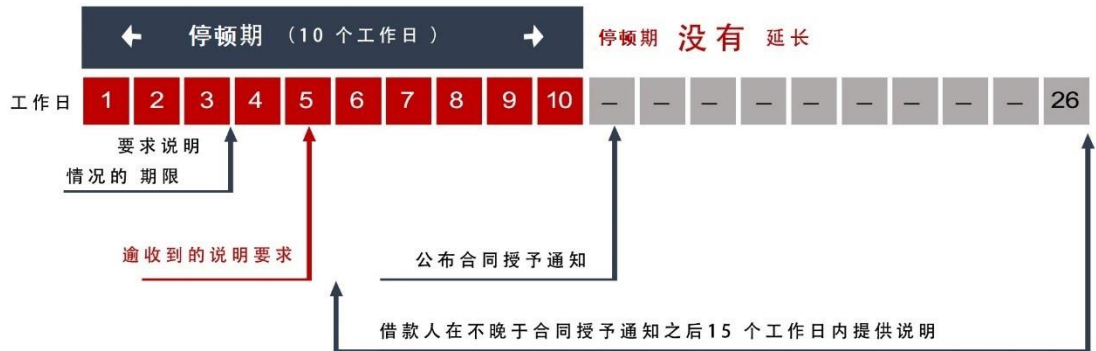 停顿期 （10 个工作日 ）
停顿期 没有 延长
工作日 1 2 3 4 5 6 7 8 9 10 – – – – – – – – – 26
要求说明
情况的 期限
逾收到的说明要求
公布合同授予通知
借款人在不晚于合同授予通知之后15 个工作日内提供说明